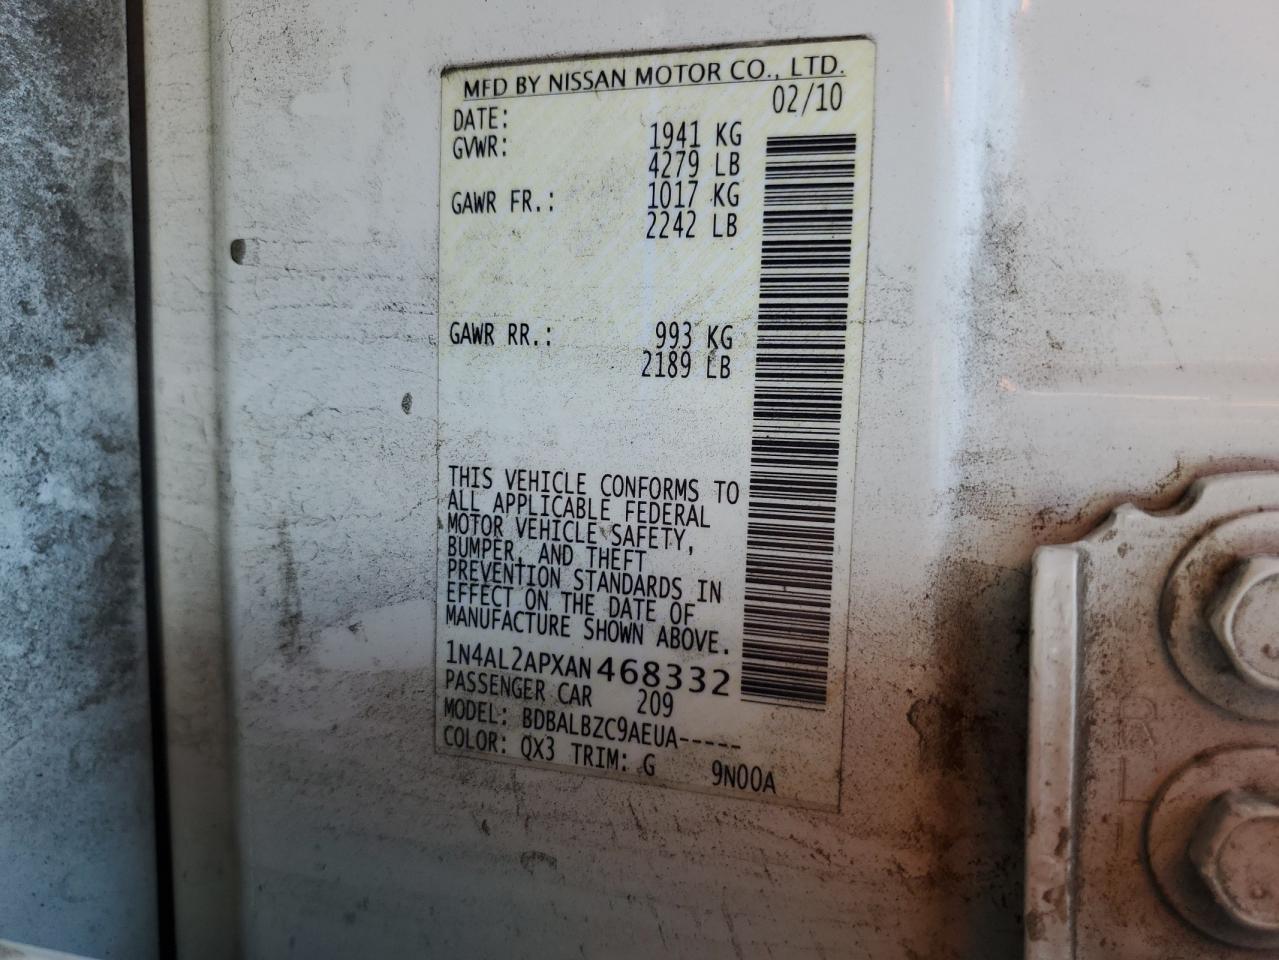 MFD BY NISSAN MOTOR CO., LTD.
DATE: 02/10
GVWR: 1941 KG
4279 LB
GAWR FR.: 1017 KG
2242 LB
GAWR RR.: 993 KG
2189 LB
THIS VEHICLE CONFORMS TO
ALL APPLICABLE FEDERAL
MOTOR VEHICLE SAFETY,
BUMPER, AND THEFT
PREVENTION STANDARDS IN
EFFECT ON THE DATE OF
MANUFACTURE SHOWN ABOVE.
1N4AL2APXAN468332
PASSENGER CAR 209
MODEL: BDBALBZC9AEUA-----
COLOR: QX3 TRIM: G 9N00A
R
L